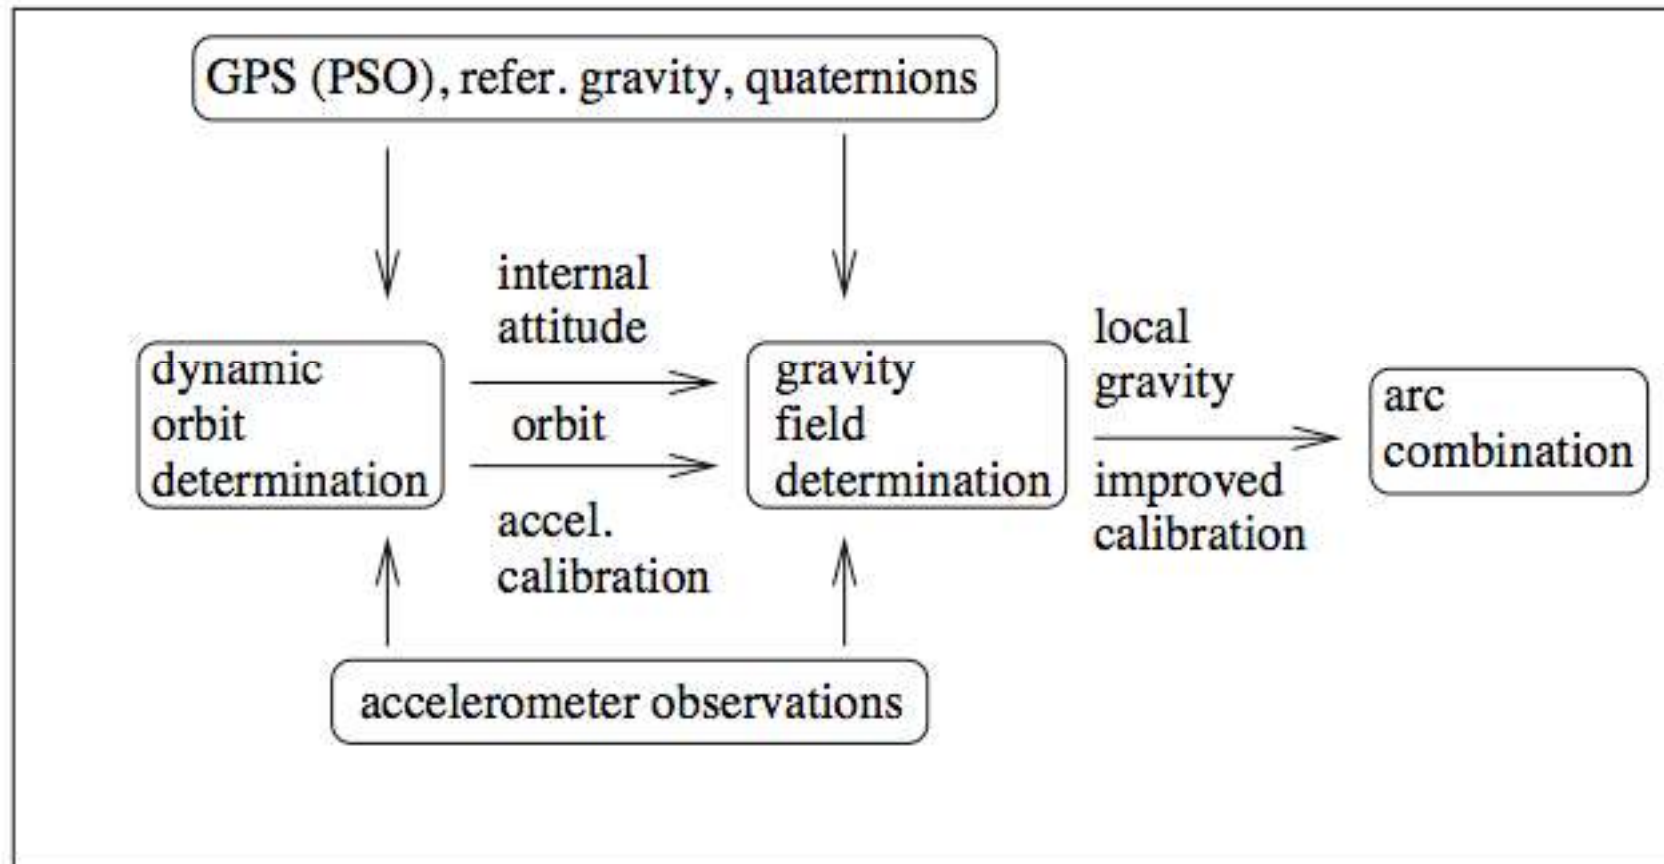 GPS (PSO), refer. gravity, quaternions
internal
attitude
dynamic
orbit
determination
orbit
accel.
calibration
gravity
field
determination
local
gravity
improved
calibration
arc
combination
accelerometer observations